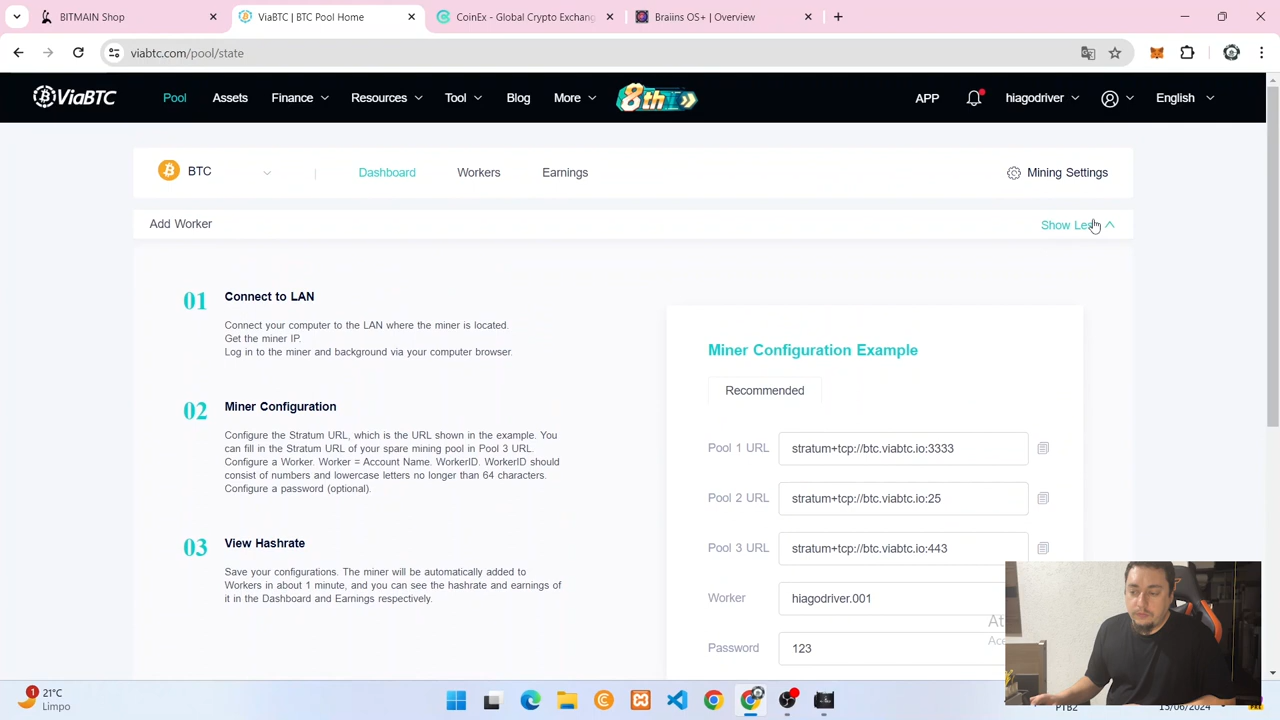 BITMAIN Shop
ViaBTC | BTC Pool Home
CoinEx - Global Crypto Exchang
Braiins OS+ | Overview
viabtc.com/pool/state
ViaBTC
Pool
Assets
Finance
Resources
Tool
Blog
More
8th
APP
hiagodriver
English
BTC
Dashboard
Workers
Earnings
Mining Settings
Add Worker
Show Les
01
Connect to LAN
Connect your computer to the LAN where the miner is located.
Get the miner IP.
Log in to the miner and background via your computer browser.
02
Miner Configuration
Configure the Stratum URL, which is the URL shown in the example. You
can fill in the Stratum URL of your spare mining pool in Pool 3 URL.
Configure a Worker. Worker = Account Name. WorkerID. WorkerID should
consist of numbers and lowercase letters no longer than 64 characters.
Configure a password (optional).
03
View Hashrate
Save your configurations. The miner will be automatically added to
Workers in about 1 minute, and you can see the hashrate and earnings of
it in the Dashboard and Earnings respectively.
Miner Configuration Example
Recommended
Pool 1 URL
stratum+tcp://btc.viabtc.io:3333
Pool 2 URL
stratum+tcp://btc.viabtc.io:25
Pool 3 URL
stratum+tcp://btc.viabtc.io:443
Worker
hiagodriver.001
Password
123
At
Ace
1
21°C
Limpo
PTB2
15/06/2024